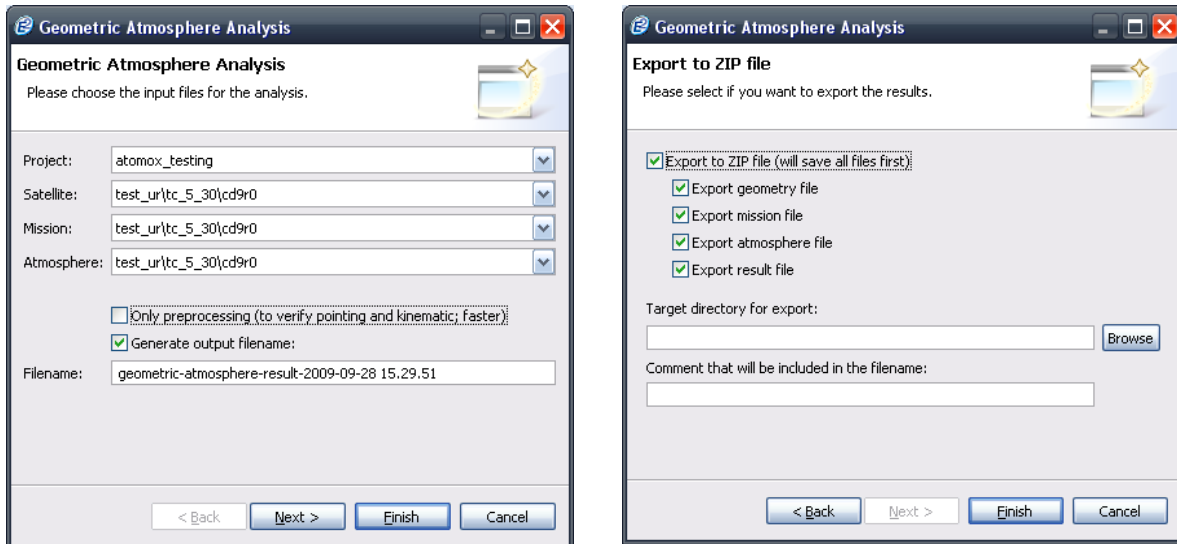 Geometric Atmosphere Analysis
Geometric Atmosphere Analysis
Please choose the input files for the analysis.
Project: atomox_testing
Satellite: test_ur\tc_5_30\cd9r0
Mission: test_ur\tc_5_30\cd9r0
Atmosphere: test_ur\tc_5_30\cd9r0
Only preprocessing (to verify pointing and kinematic; faster)
Generate output filename:
Filename: geometric-atmosphere-result-2009-09-28 15.29.51
< Back Next > Finish Cancel
Geometric Atmosphere Analysis
Export to ZIP file
Please select if you want to export the results.
Export to ZIP file (will save all files first)
Export geometry file
Export mission file
Export atmosphere file
Export result file
Target directory for export:
Browse
Comment that will be included in the filename:
< Back Next > Finish Cancel